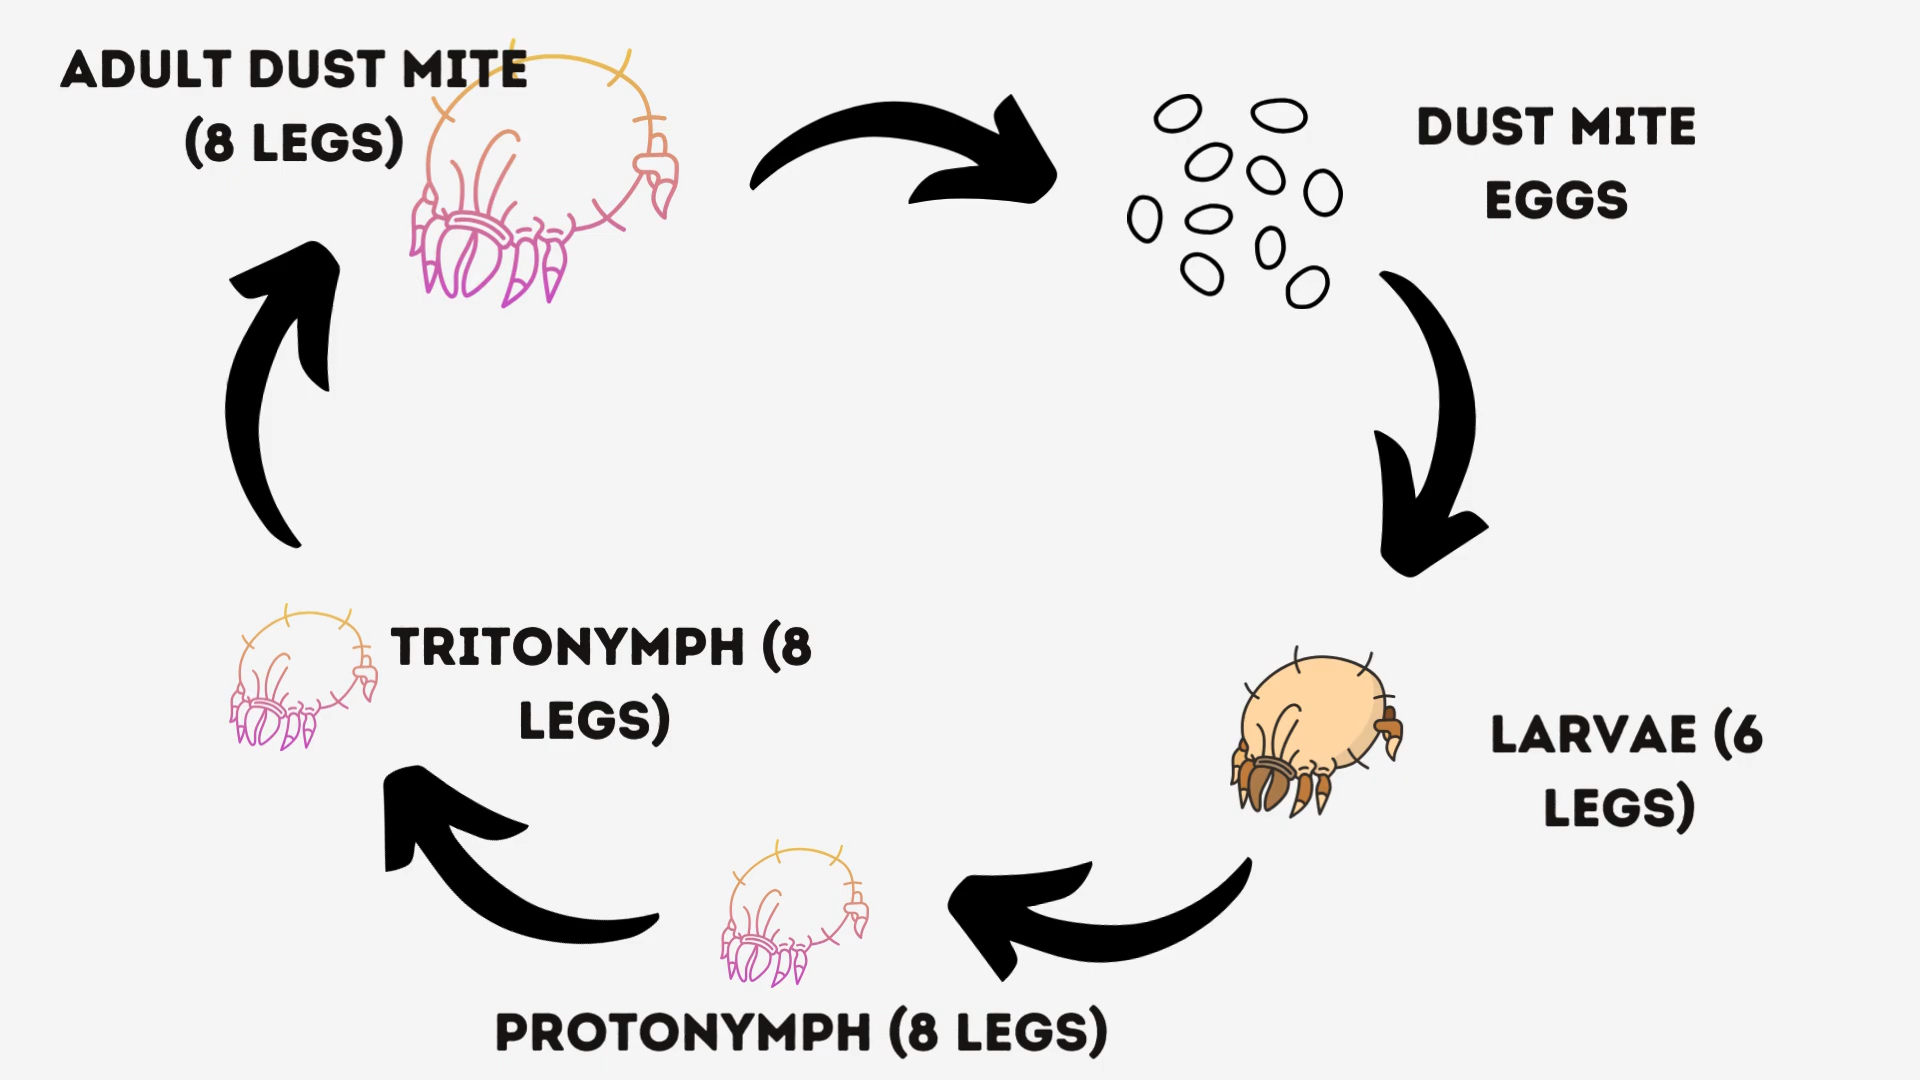 ADULT DUST MITE
(8 LEGS)
DUST MITE
EGGS
LARVAE (6
LEGS)
PROTONYMPH (8 LEGS)
TRITONYMPH (8
LEGS)